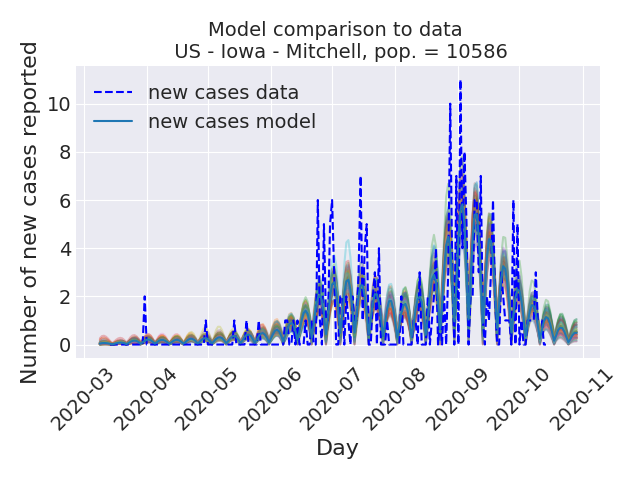 Model comparison to data
US - Iowa - Mitchell, pop. = 10586
new cases data
new cases model
Number of new cases reported
10
8
6
4
2
0
2020-03
2020-04
2020-05
2020-06
2020-07
2020-08
2020-09
2020-10
2020-11
Day